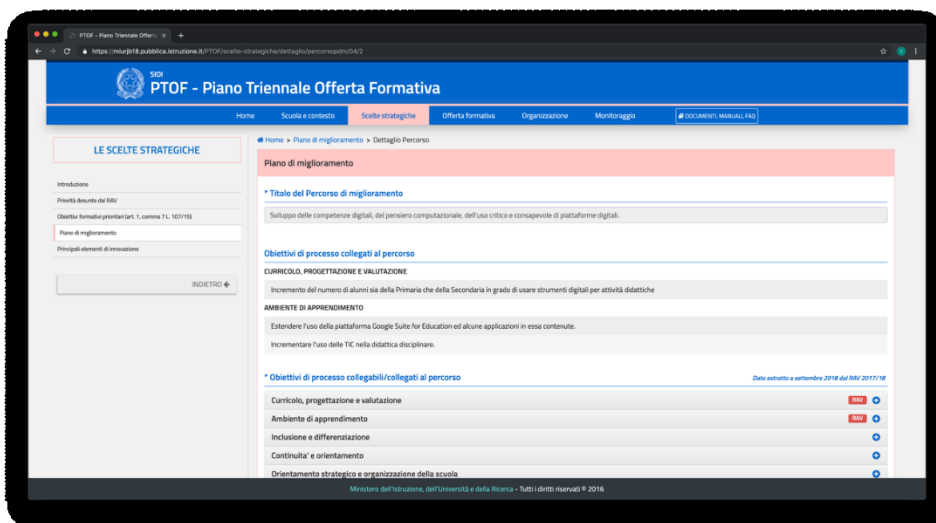 PTOF - Piano Triennale Offerta
https://miurjb18.pubblica.istruzione.it/PTOF/scelte-strategiche/dettaglio/percorsopdm/04/2
SIDI
PTOF - Piano Triennale Offerta Formativa
Home
Scuola e contesto
Scelte strategiche
Offerta formativa
Organizzazione
Monitoraggio
DOCUMENTI, MANUALI, FAQ
LE SCELTE STRATEGICHE
Introduzione
Priorità desunte dal RAV
Obiettivi formativi prioritari (art. 1, comma 7 L. 107/15)
Piano di miglioramento
Principali elementi di innovazione
INDIETRO
Home > Piano di miglioramento > Dettaglio Percorso
Piano di miglioramento
* Titolo del Percorso di miglioramento
Sviluppo delle competenze digitali, del pensiero computazionale, dell'uso critico e consapevole di piattaforme digitali.
Obiettivi di processo collegati al percorso
CURRICOLO, PROGETTAZIONE E VALUTAZIONE
Incremento del numero di alunni sia della Primaria che della Secondaria in grado di usare strumenti digitali per attività didattiche
AMBIENTE DI APPRENDIMENTO
Estendere l'uso della piattaforma Google Suite for Education ed alcune applicazioni in essa contenute.
Incrementare l'uso delle TIC nella didattica disciplinare.
* Obiettivi di processo collegabili/collegati al percorso
Dato estratto a settembre 2018 dal RAV 2017/18
Curricolo, progettazione e valutazione RAV
Ambiente di apprendimento RAV
Inclusione e differenziazione
Continuita' e orientamento
Orientamento strategico e organizzazione della scuola
Ministero dell'Istruzione, dell'Università e della Ricerca - Tutti i diritti riservati © 2016